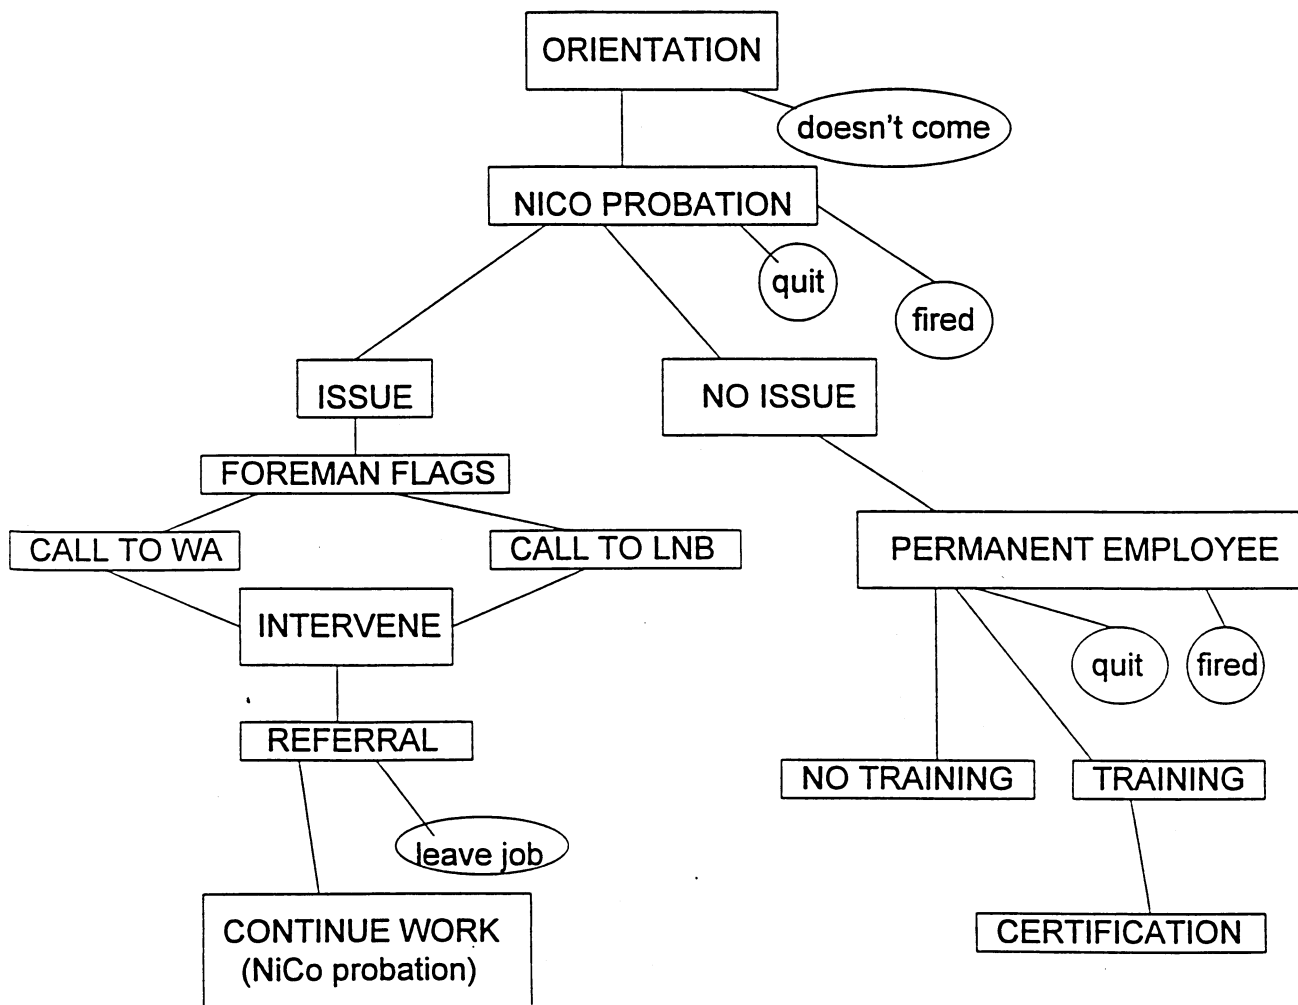 ORIENTATION
doesn't come
NICO PROBATION
quit
fired
ISSUE
NO ISSUE
FOREMAN FLAGS
CALL TO WA
CALL TO LNB
PERMANENT EMPLOYEE
INTERVENE
quit
fired
REFERRAL
NO TRAINING
TRAINING
leave job
CONTINUE WORK
(NiCo probation)
CERTIFICATION